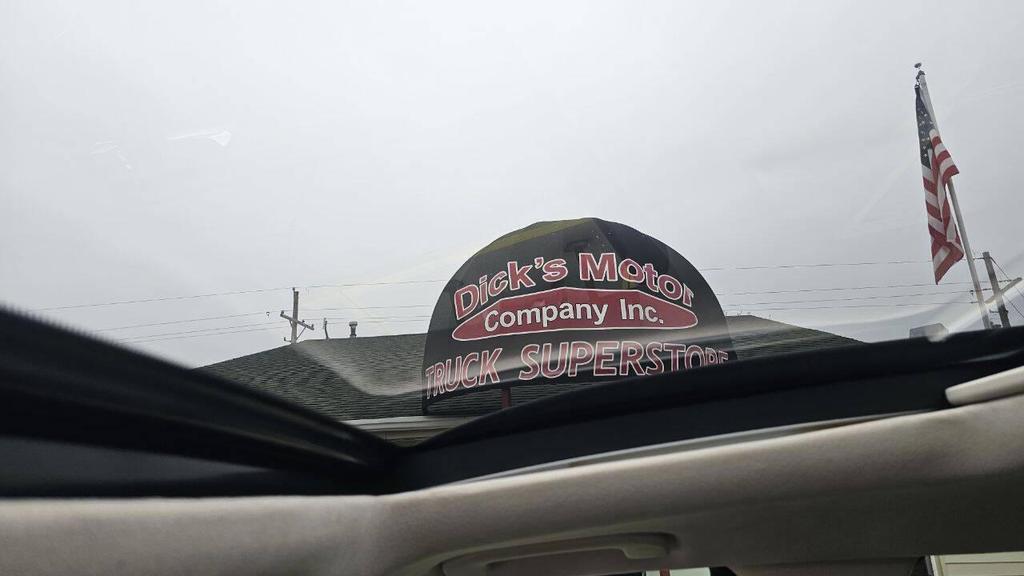 Dick's Motor
Company Inc.
TRUCK SUPERSTORE